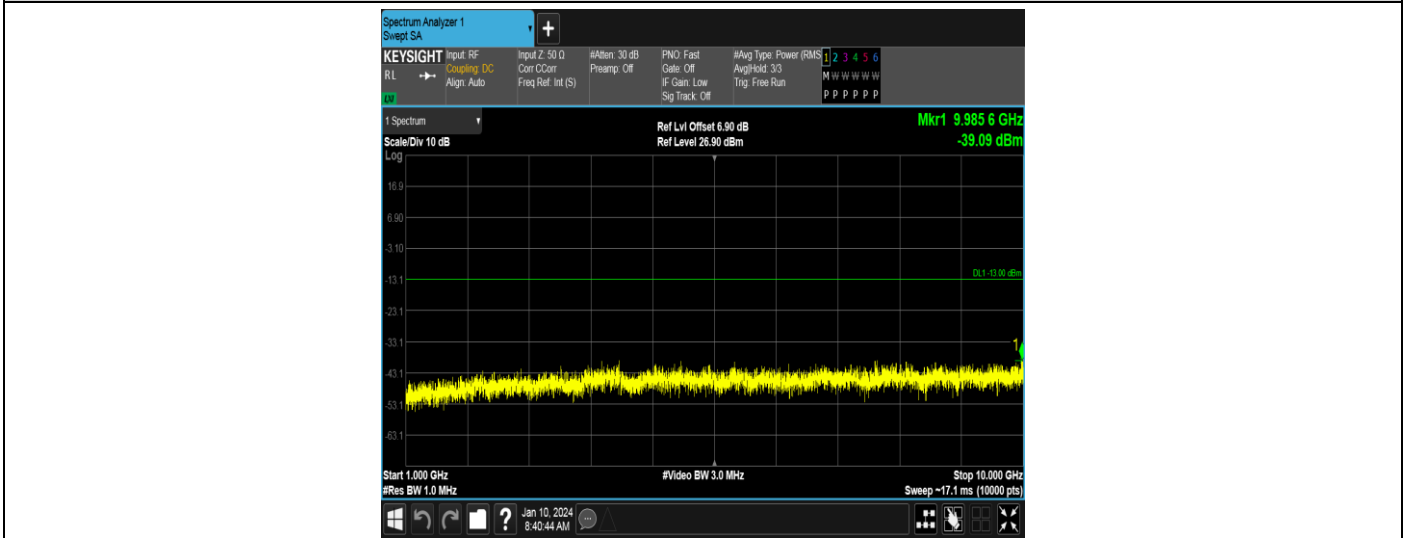 Spectrum Analyzer 1
Swept SA
+
KEYSIGHT
RL
Input: RF
Coupling: DC
Align: Auto
Input Z: 50 Ω
Corr CCorr
Freq Ref: Int (S)
#Atten: 30 dB
Preamp: Off
PNO: Fast
Gate: Off
IF Gain: Low
Sig Track: Off
#Avg Type: Power (RMS
Avg|Hold: 3/3
Trig: Free Run
1 2 3 4 5 6
M W W W W W
P P P P P P
1 Spectrum
Scale/Div 10 dB
Ref Lvl Offset 6.90 dB
Ref Level 26.90 dBm
Mkr1 9.985 6 GHz
-39.09 dBm
Log
16.9
6.90
-3.10
-13.1
-23.1
-33.1
-43.1
-53.1
-63.1
DL1 -13.00 dBm
1
Start 1.000 GHz
#Res BW 1.0 MHz
#Video BW 3.0 MHz
Stop 10.000 GHz
Sweep ~17.1 ms (10000 pts)
?
Jan 10, 2024
8:40:44 AM